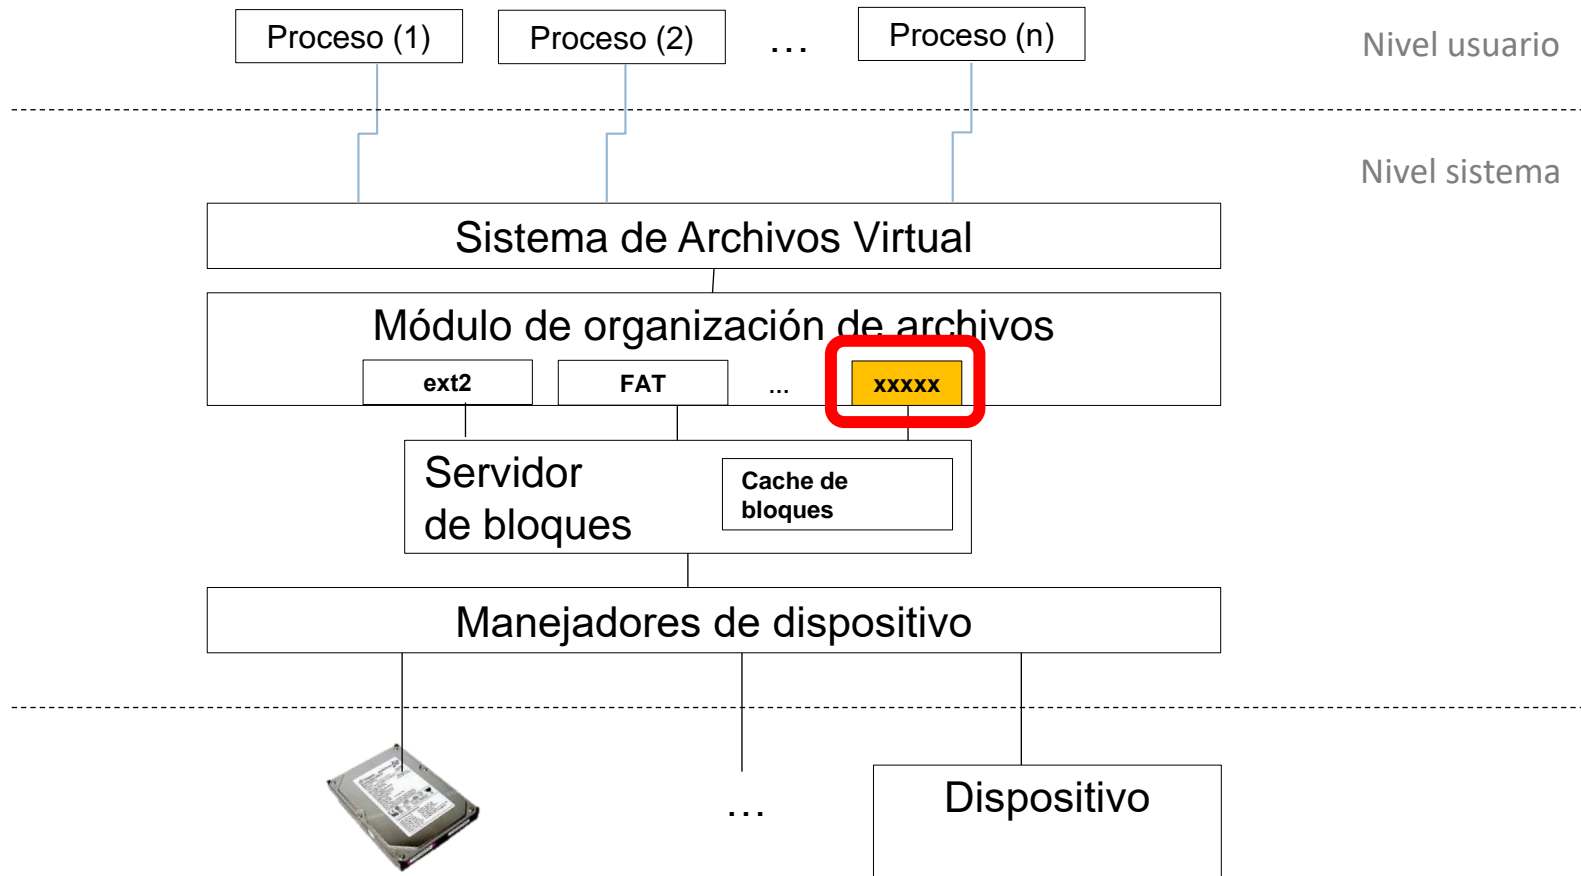 Proceso (1)
Proceso (2)
…
Proceso (n)
Nivel usuario
Nivel sistema
Sistema de Archivos Virtual
Módulo de organización de archivos
ext2
FAT
...
xxxxx
Servidor
de bloques
Cache de
bloques
Manejadores de dispositivo
…
Dispositivo